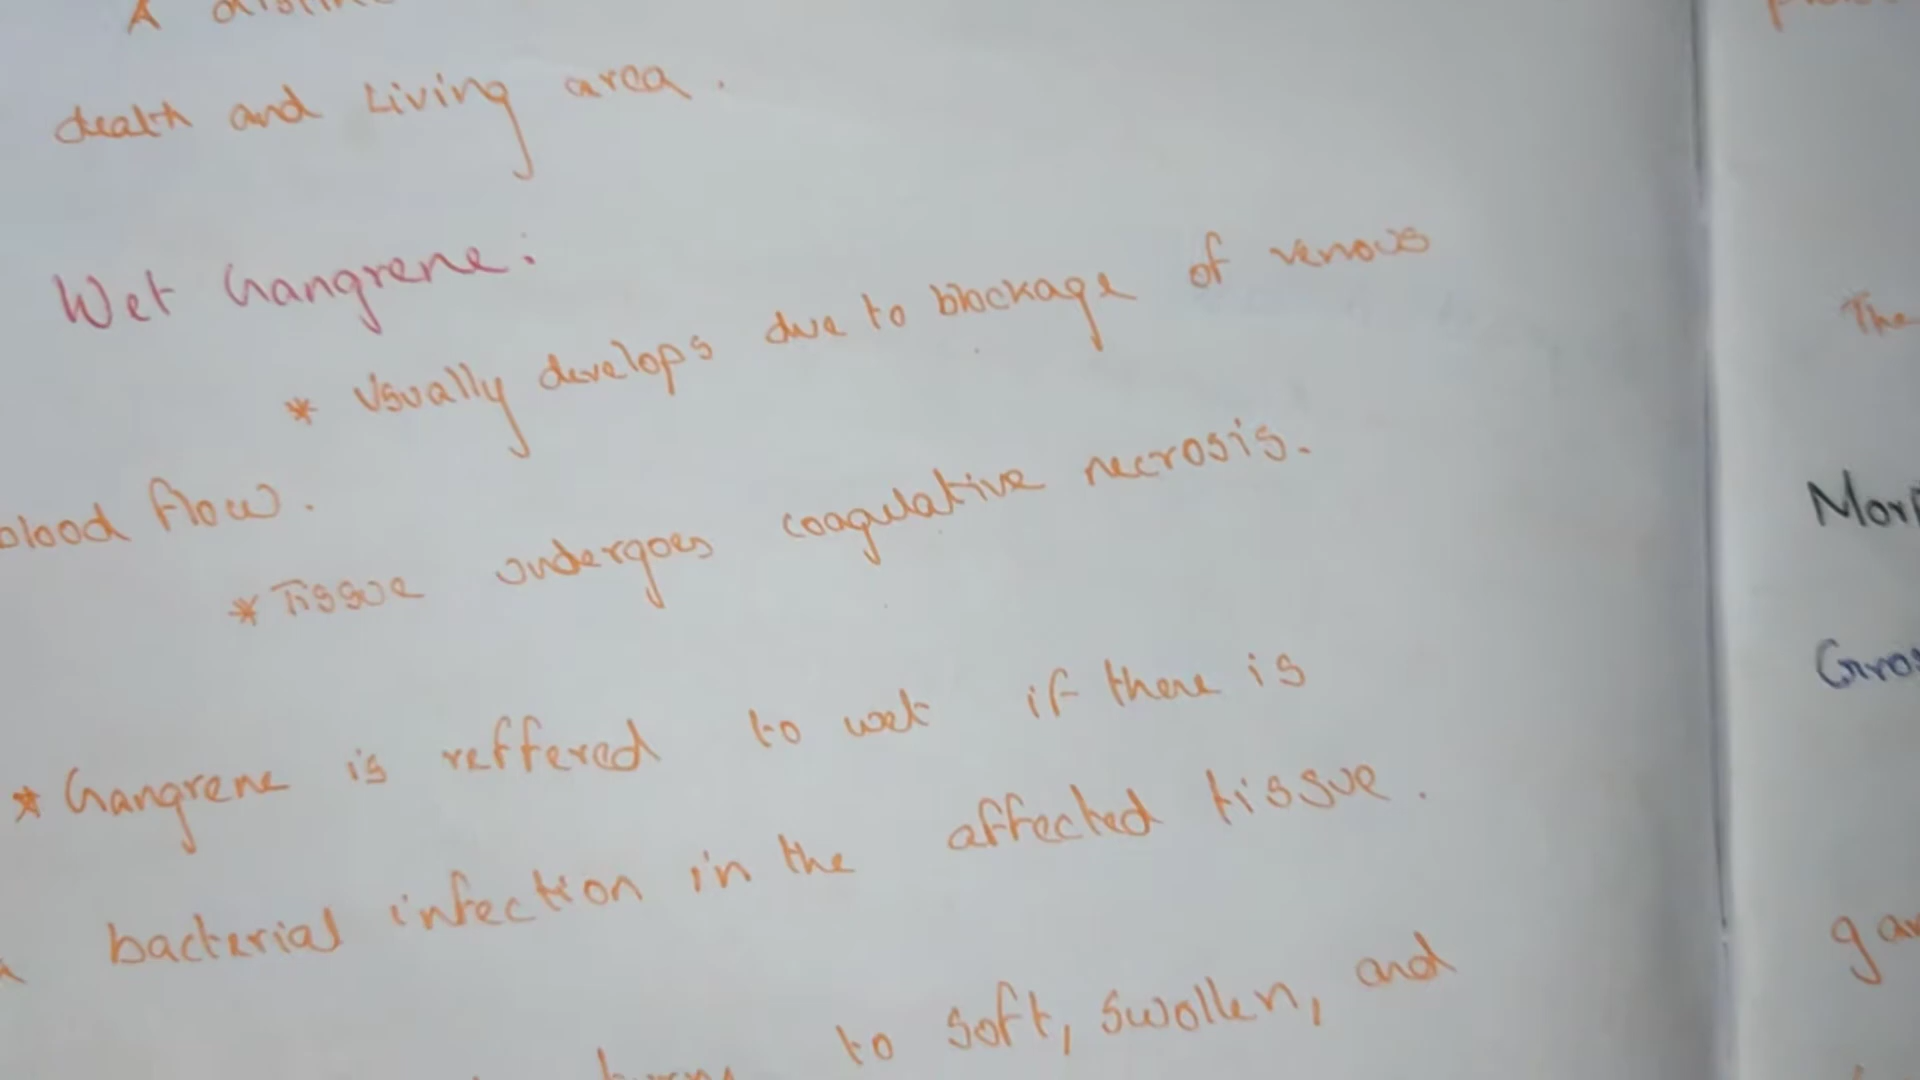 A
death and Living area.
Wet Gangrene:
* Usually develops due to blockage of venous
blood flow.
* Tissue undergoes coagulative necrosis.
* Gangrene is reffered to wet if there is
a bacterial infection in the affected tissue.
turns to soft, swollen, and
The